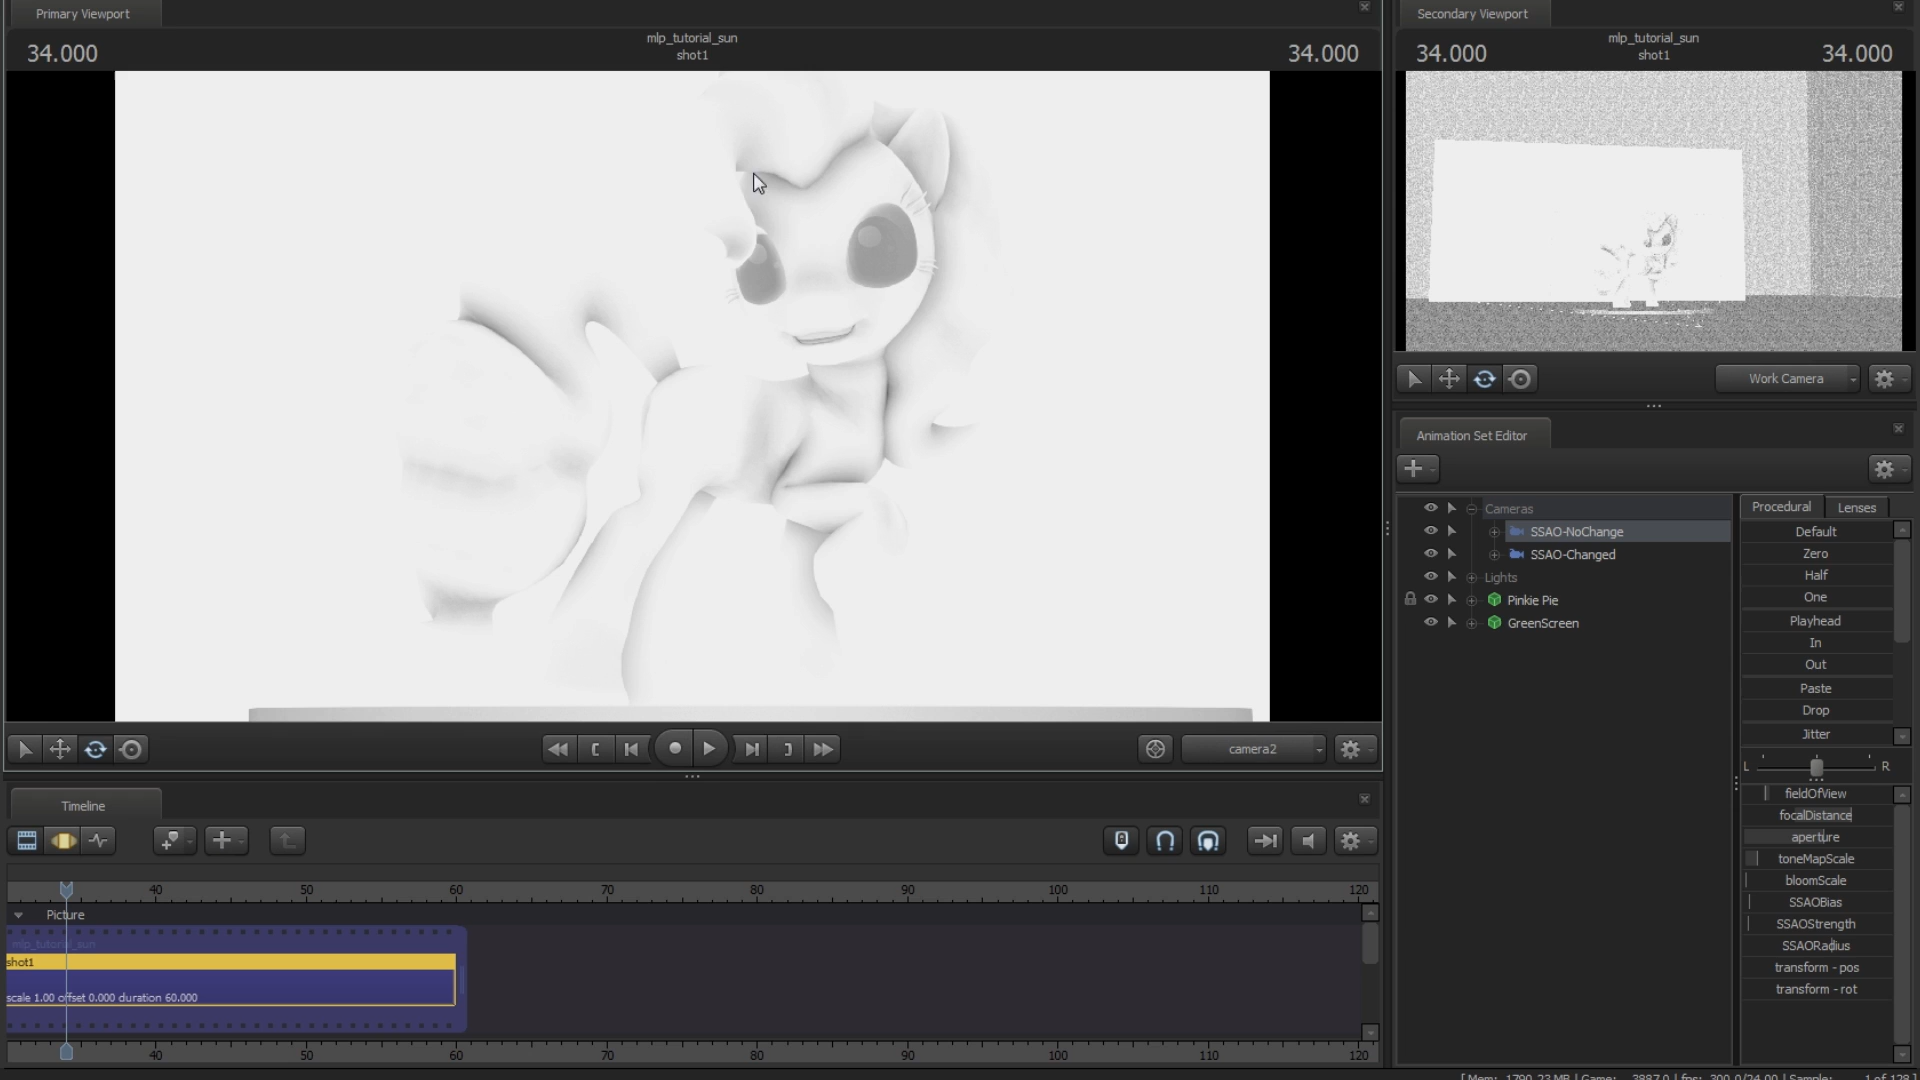 Primary Viewport
34.000
mlp_tutorial_sun
shot1
34.000
camera2
Secondary Viewport
34.000
mlp_tutorial_sun
shot1
34.000
Work Camera
Animation Set Editor
Cameras
SSAO-NoChange
SSAO-Changed
Lights
Pinkie Pie
GreenScreen
Procedural
Lenses
Default
Zero
Half
One
Playhead
In
Out
Paste
Drop
Jitter
L
R
fieldOfView
focalDistance
aperture
toneMapScale
bloomScale
SSAOBias
SSAOStrength
SSAORadius
transform - pos
transform - rot
Timeline
40 50 60 70 80 90 100 110 120
Picture
mlp_tutorial_sun
shot1
scale 1.00 offset 0.000 duration 60.000
40 50 60 70 80 90 100 110 120